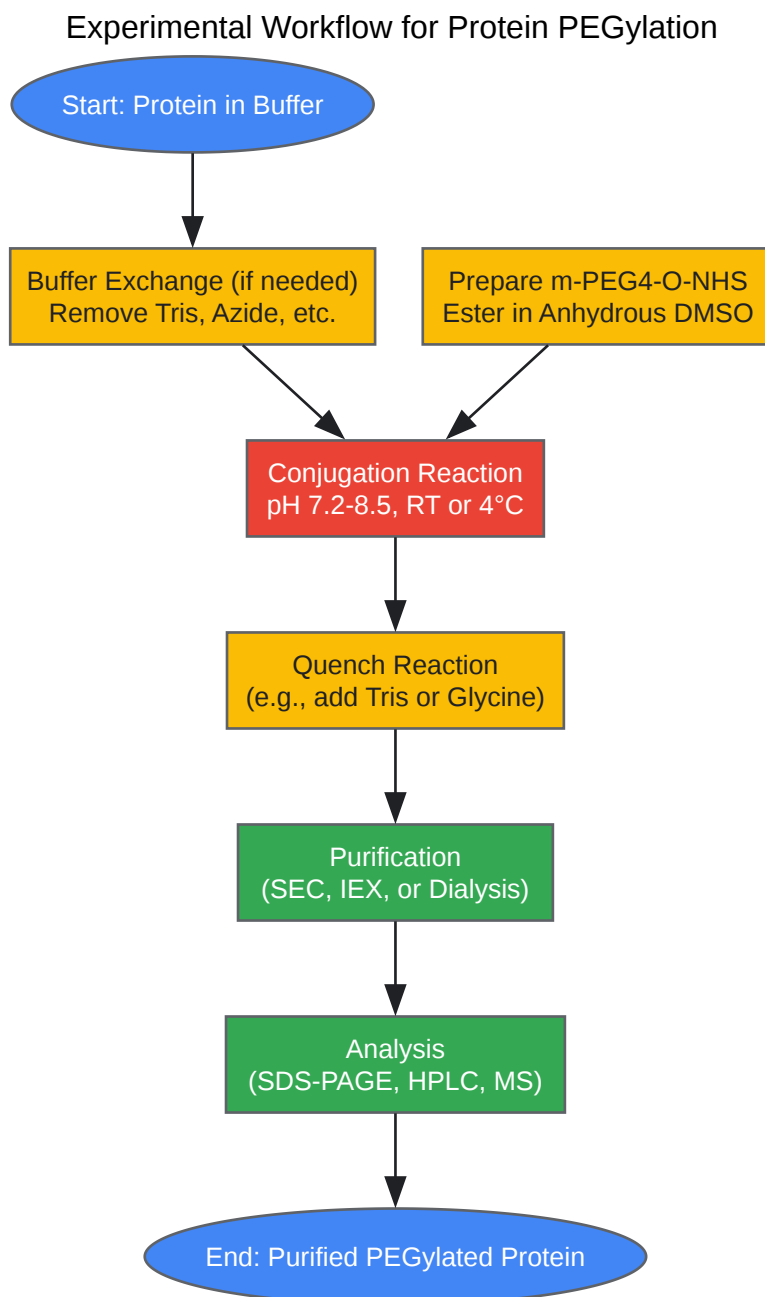 Experimental Workflow for Protein PEGylation
Start: Protein in Buffer
Buffer Exchange (if needed)
Remove Tris, Azide, etc.
Prepare m-PEG4-O-NHS
Ester in Anhydrous DMSO
Conjugation Reaction
pH 7.2-8.5, RT or 4°C
Quench Reaction
(e.g., add Tris or Glycine)
Purification
(SEC, IEX, or Dialysis)
Analysis
(SDS-PAGE, HPLC, MS)
End: Purified PEGylated Protein